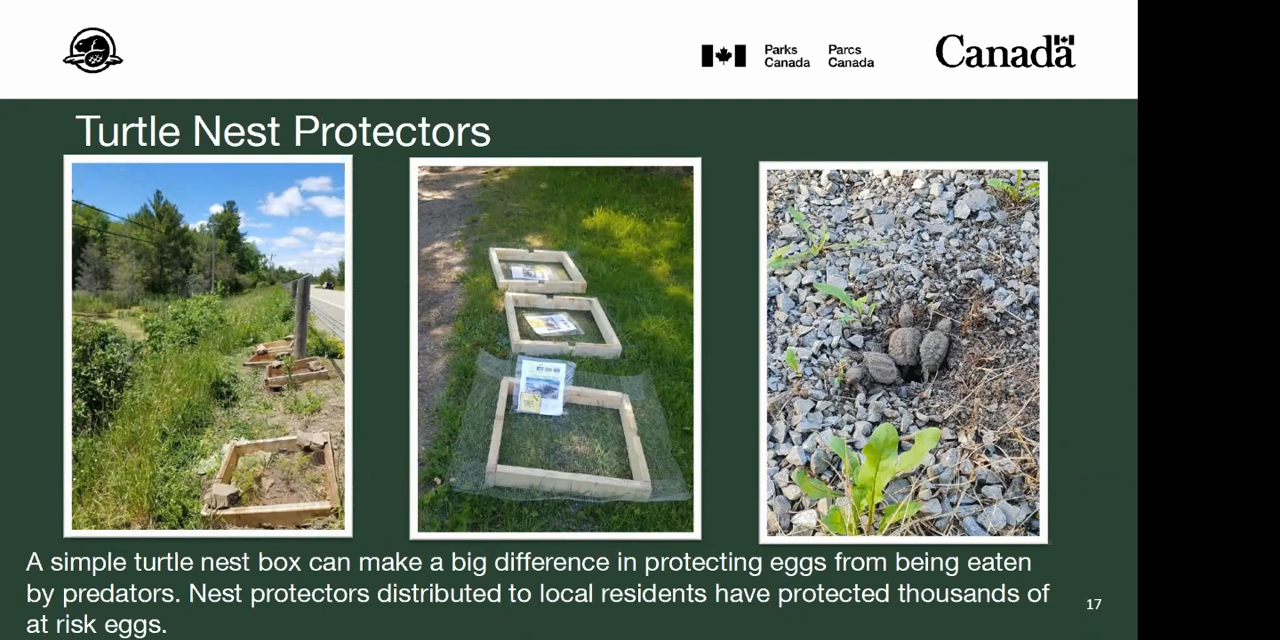 Parks Parcs
Canada Canada
Canada
Turtle Nest Protectors
A simple turtle nest box can make a big difference in protecting eggs from being eaten
by predators. Nest protectors distributed to local residents have protected thousands of
at risk eggs.
17